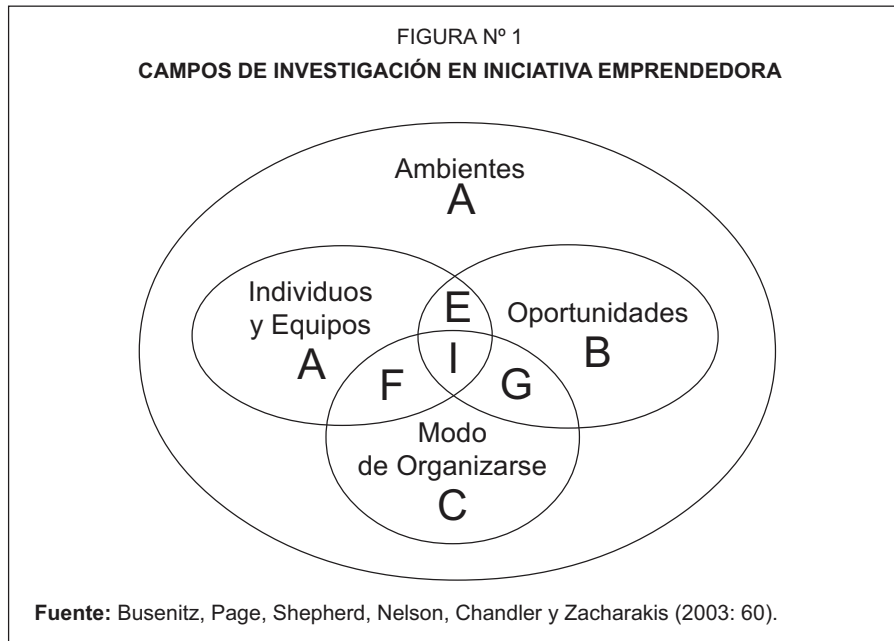 FIGURA Nº 1
CAMPOS DE INVESTIGACIÓN EN INICIATIVA EMPRENDEDORA
Ambientes
A
Individuos
y Equipos
A
E
Oportunidades
B
I
F
G
Modo
de Organizarse
C
Fuente: Busenitz, Page, Shepherd, Nelson, Chandler y Zacharakis (2003: 60).